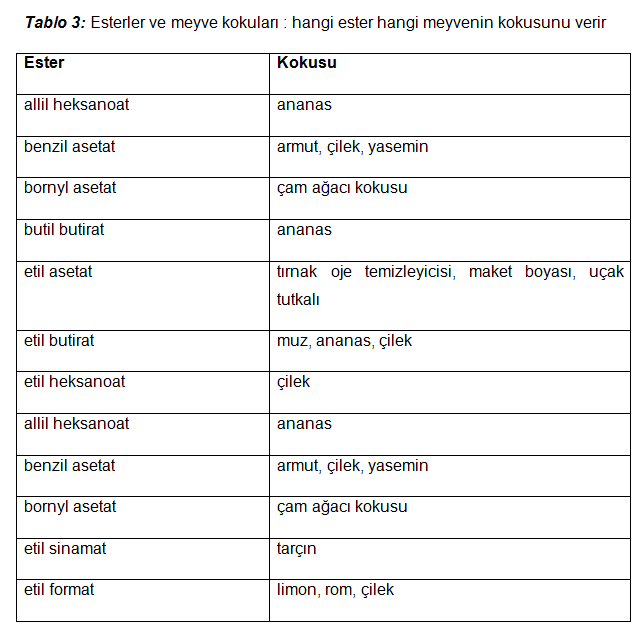 Tablo 3: Esterler ve meyve kokuları : hangi ester hangi meyvenin kokusunu verir
Ester Kokusu
allil heksanoat ananas
benzil asetat armut, çilek, yasemin
bornyl asetat çam ağacı kokusu
butil butirat ananas
etil asetat tırnak oje temizleyicisi, maket boyası, uçak
tutkalı
etil butirat muz, ananas, çilek
etil heksanoat çilek
allil heksanoat ananas
benzil asetat armut, çilek, yasemin
bornyl asetat çam ağacı kokusu
etil sinamat tarçın
etil format limon, rom, çilek